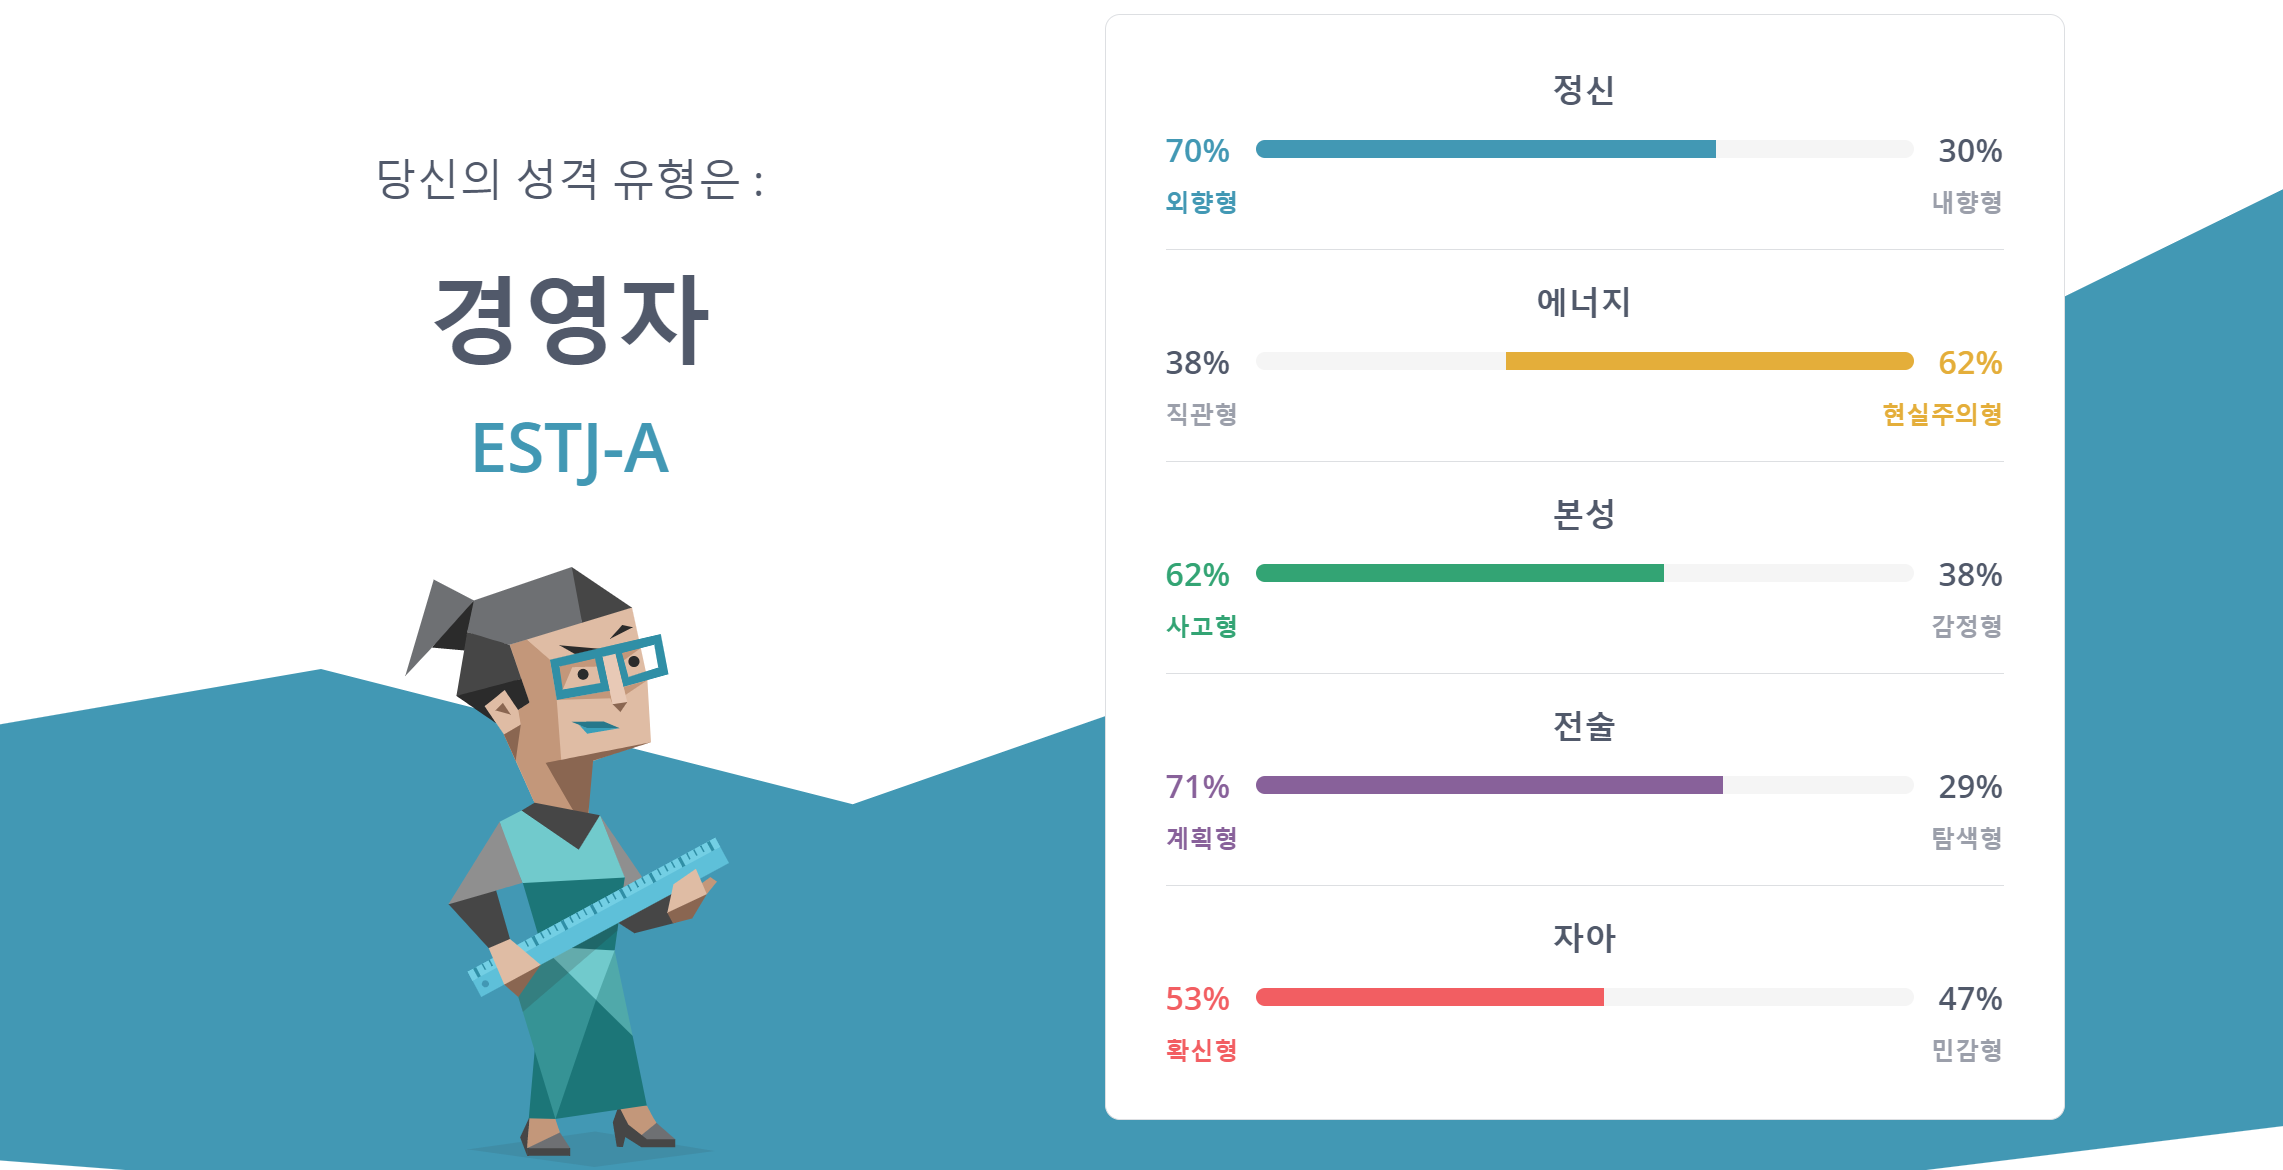 당신의 성격 유형은 :
경영자
ESTJ-A
정신
70% 30%
외향형 내향형
에너지
38% 62%
직관형 현실주의형
본성
62% 38%
사고형 감정형
전술
71% 29%
계획형 탐색형
자아
53% 47%
확신형 민감형